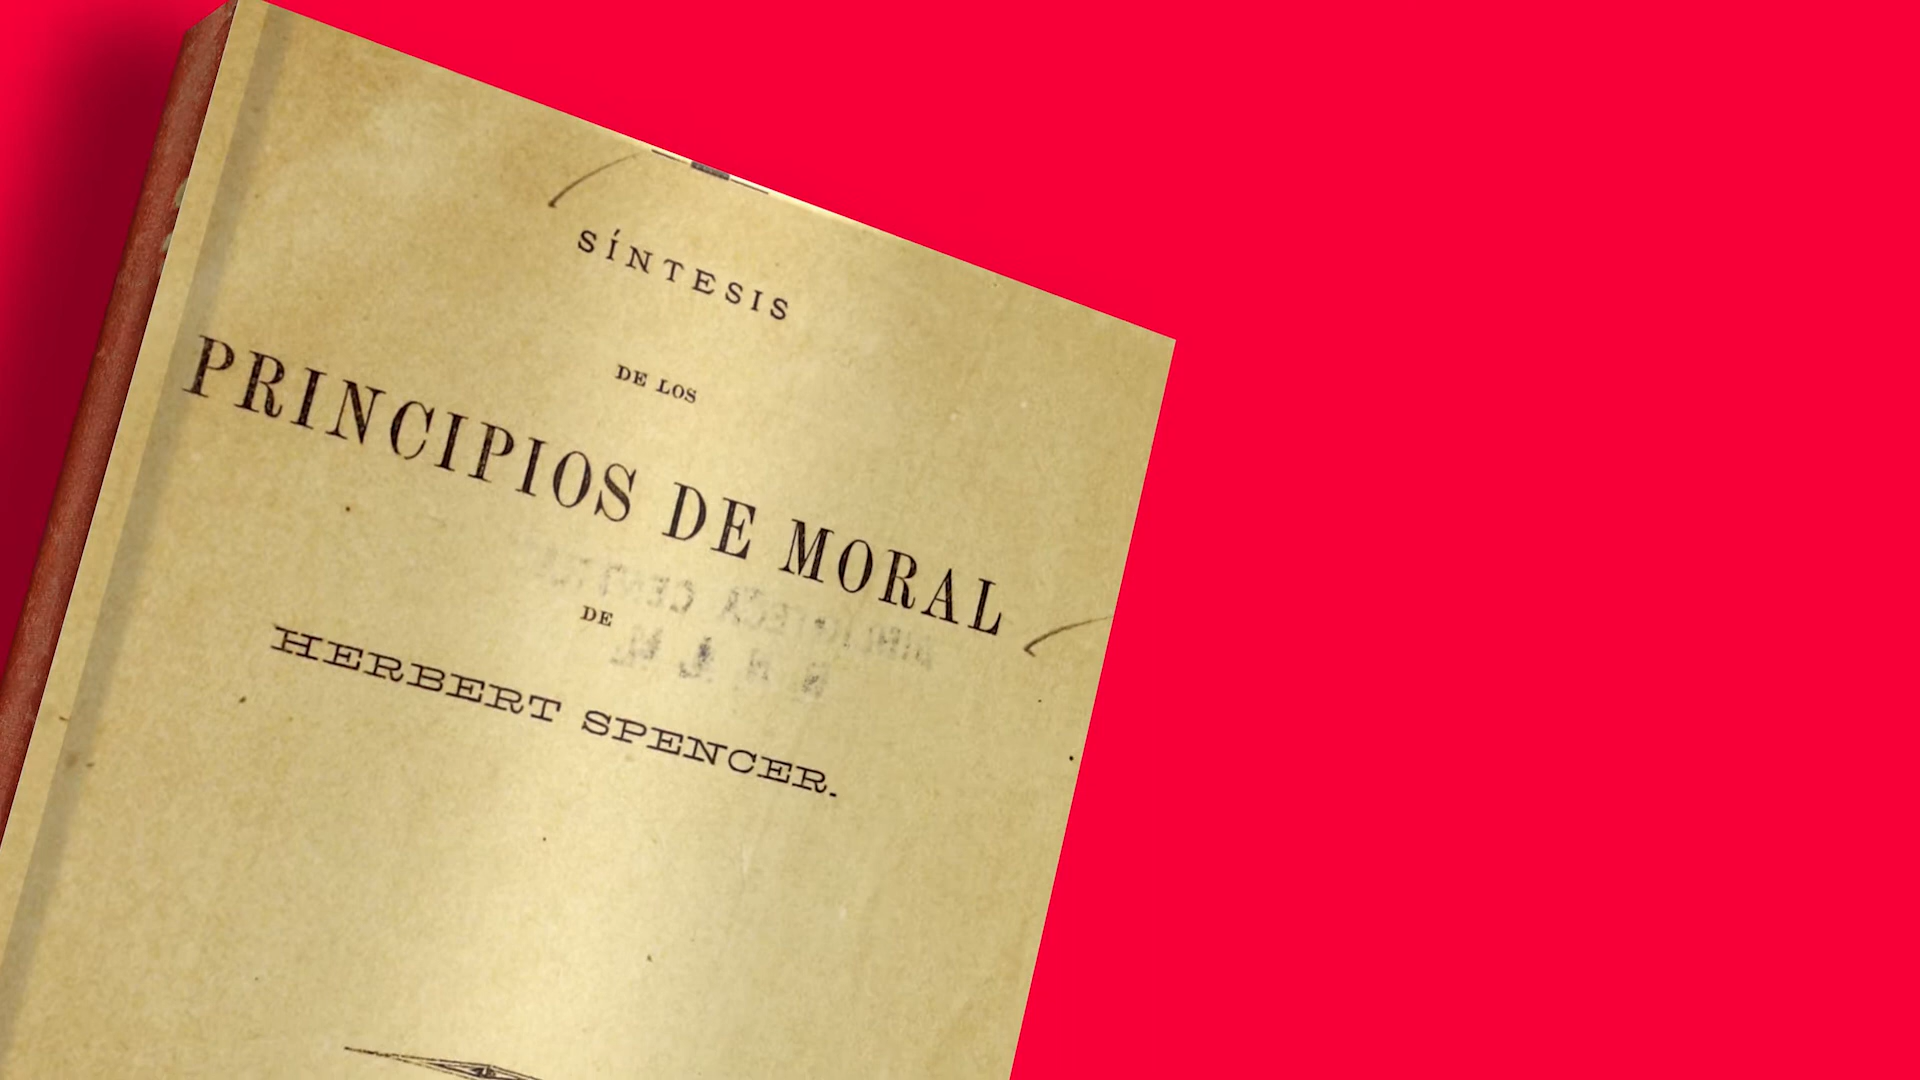 SÍNTESIS
DE LOS
PRINCIPIOS DE MORAL
DE
HERBERT SPENCER.